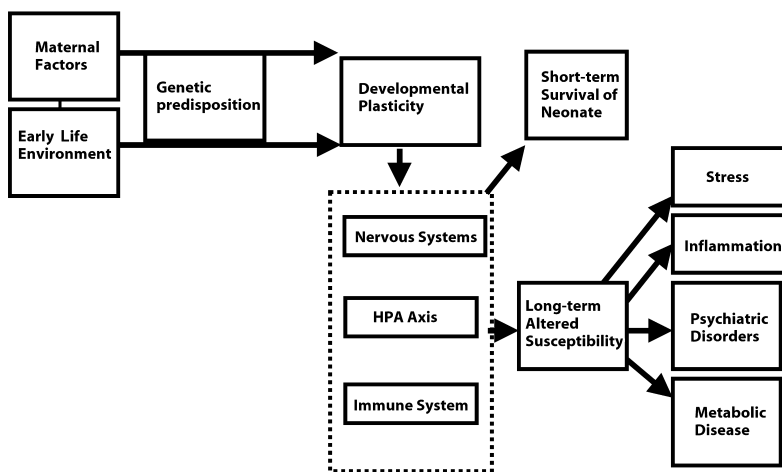 Maternal
Factors
Early Life
Environment
Genetic
predisposition
Developmental
Plasticity
Short-term
Survival of
Neonate
Nervous Systems
HPA Axis
Immune System
Long-term
Altered
Susceptibility
Stress
Inflammation
Psychiatric
Disorders
Metabolic
Disease